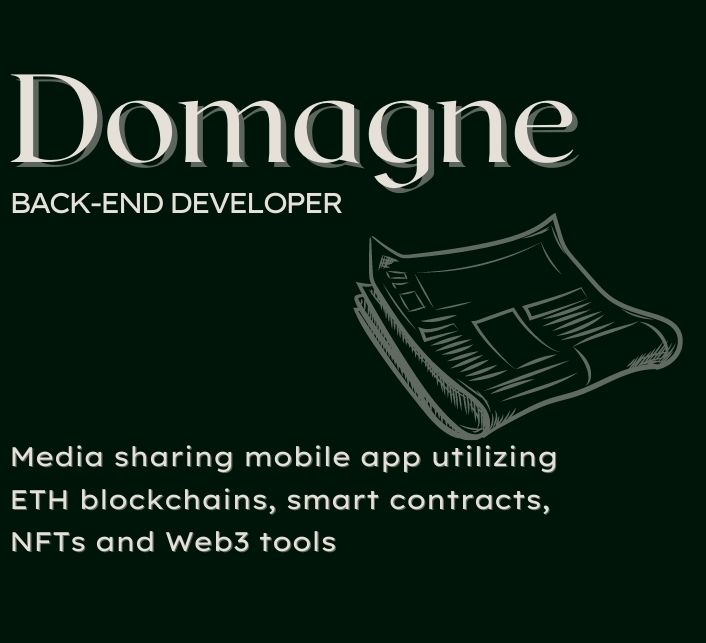 Domagne
BACK-END DEVELOPER
Media sharing mobile app utilizing
ETH blockchains, smart contracts,
NFTs and Web3 tools